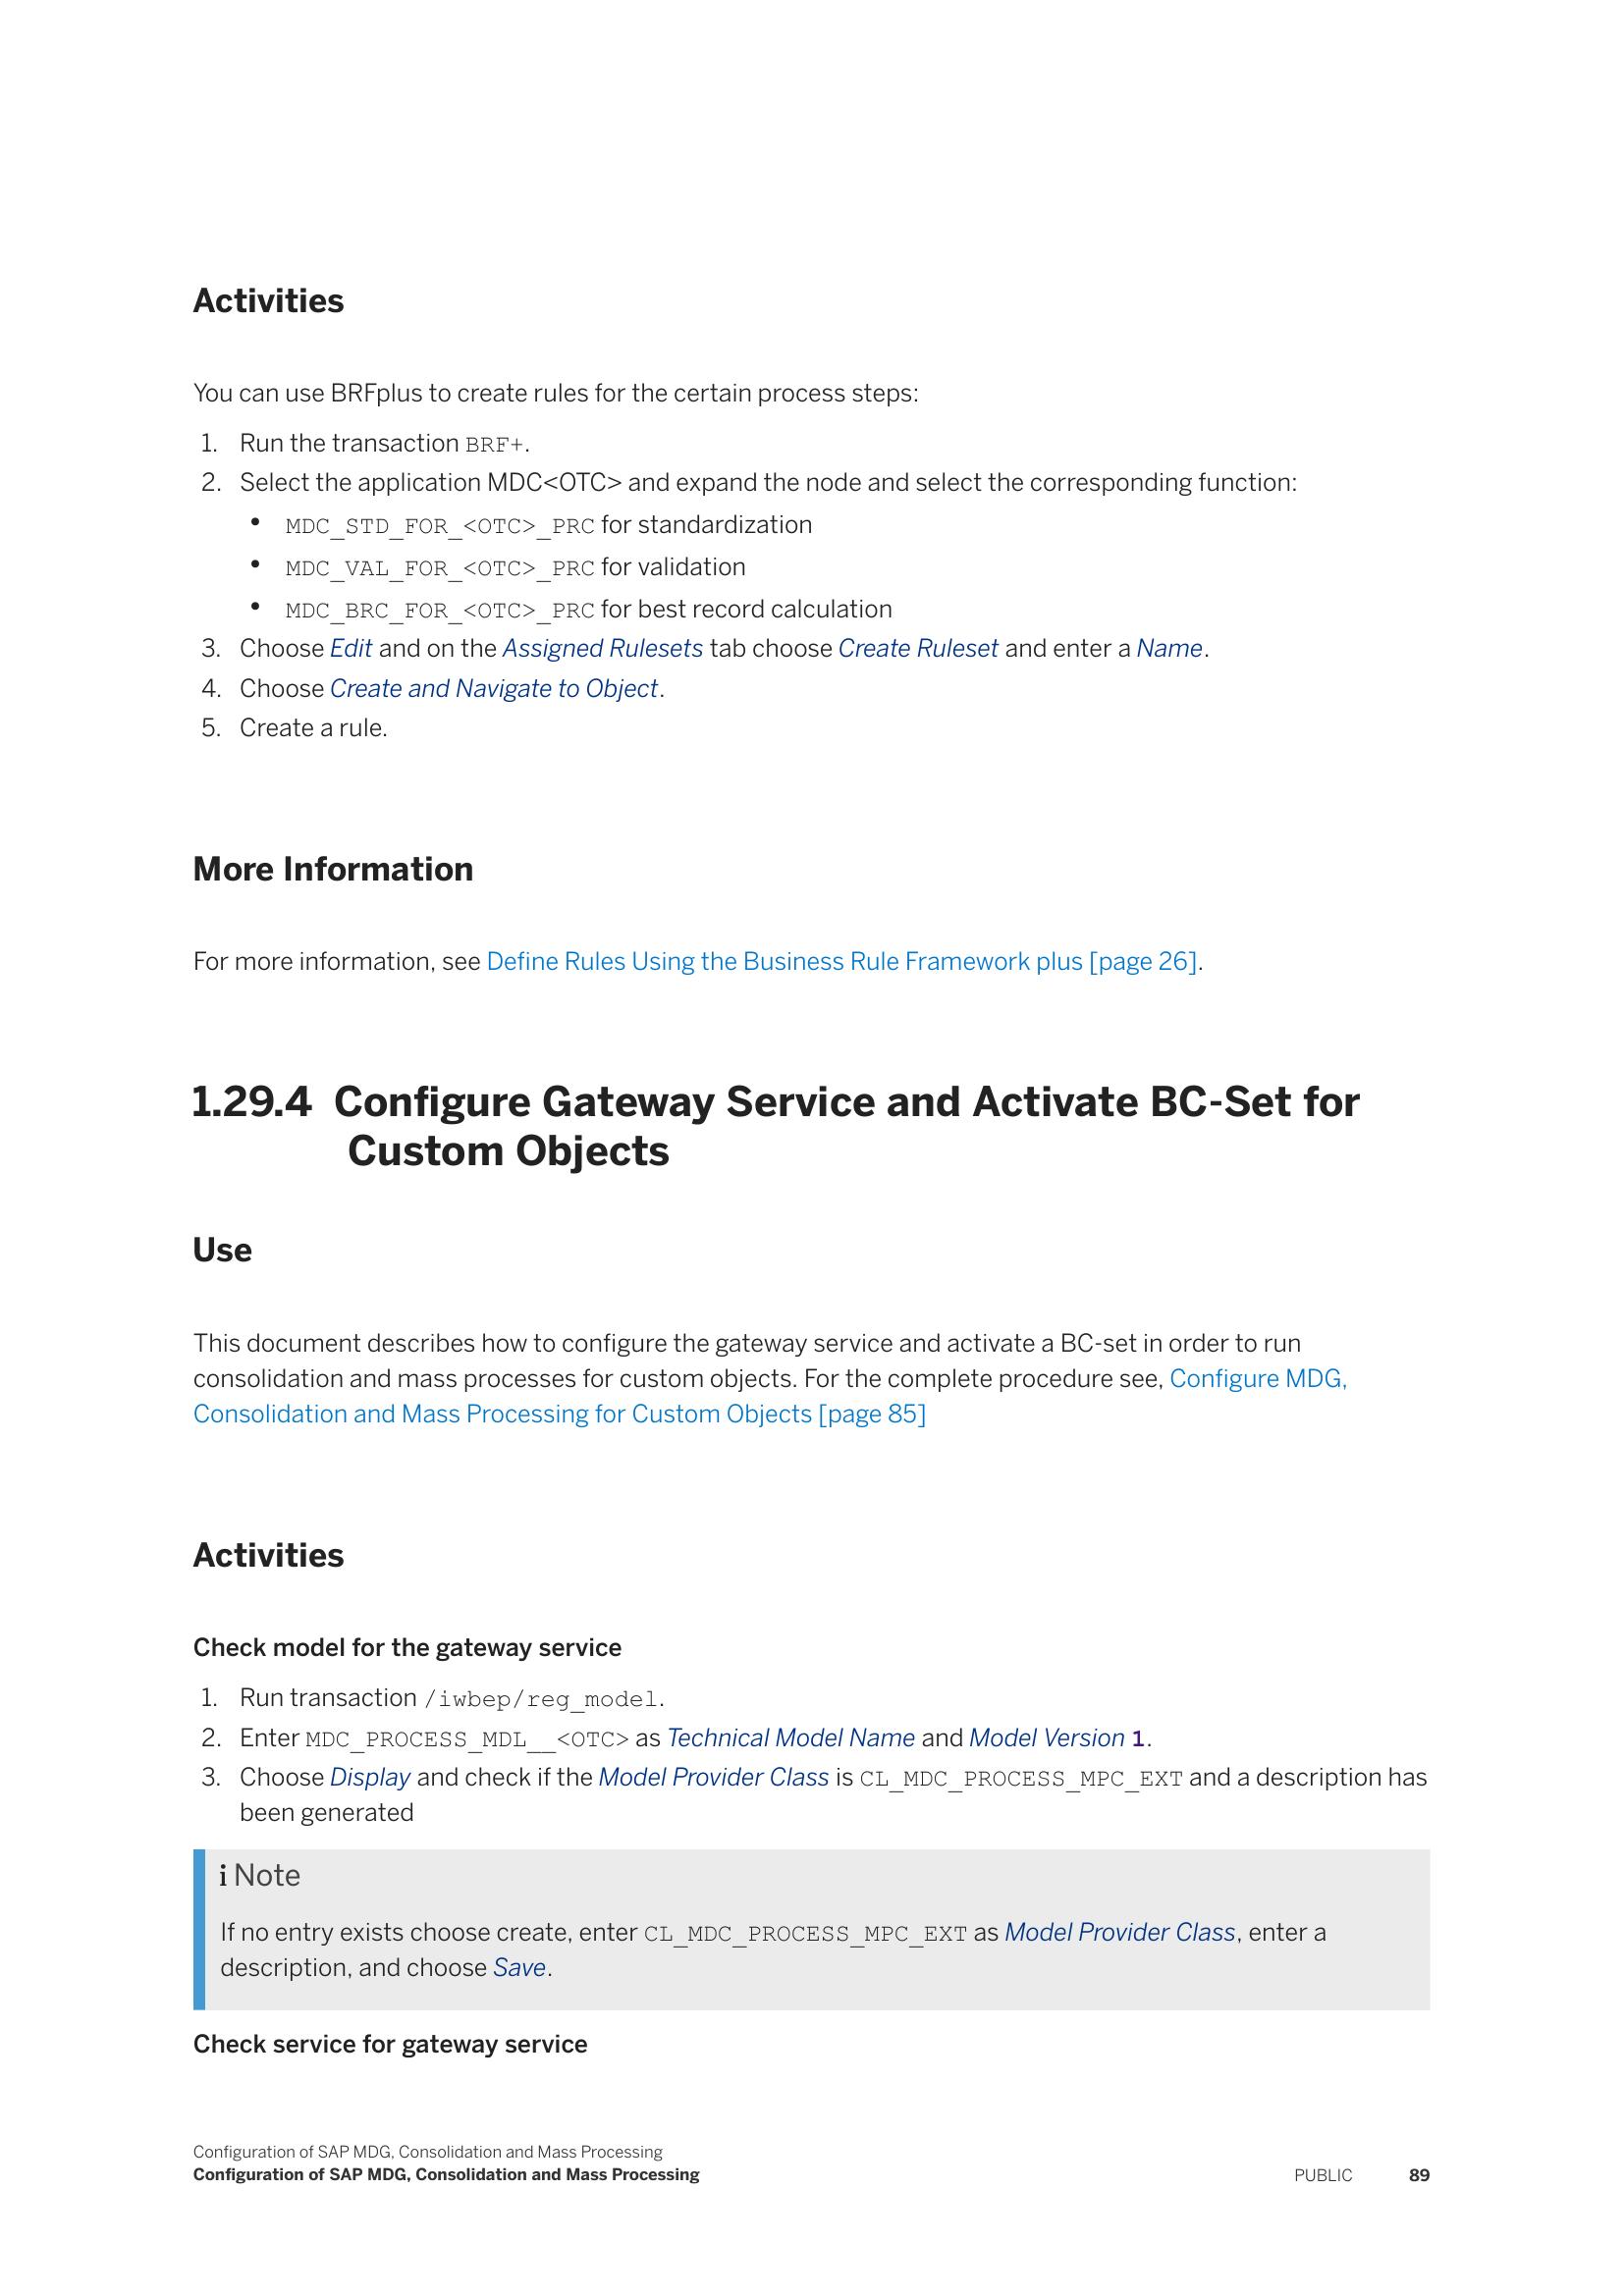 Activities
You can use BRFplus to create rules for the certain process steps:
1. Run the transaction BRF+.
2. Select the application MDC<OTC> and expand the node and select the corresponding function:
• MDC_STD_FOR_<OTC>_PRC for standardization
• MDC_VAL_FOR_<OTC>_PRC for validation
• MDC_BRC_FOR_<OTC>_PRC for best record calculation
3. Choose Edit and on the Assigned Rulesets tab choose Create Ruleset and enter a Name.
4. Choose Create and Navigate to Object.
5. Create a rule.
More Information
For more information, see Define Rules Using the Business Rule Framework plus [page 26].
1.29.4 Configure Gateway Service and Activate BC-Set for
Custom Objects
Use
This document describes how to configure the gateway service and activate a BC-set in order to run
consolidation and mass processes for custom objects. For the complete procedure see, Configure MDG,
Consolidation and Mass Processing for Custom Objects [page 85]
Activities
Check model for the gateway service
1. Run transaction /iwbep/reg_model.
2. Enter MDC_PROCESS_MDL__<OTC> as Technical Model Name and Model Version 1.
3. Choose Display and check if the Model Provider Class is CL_MDC_PROCESS_MPC_EXT and a description has
been generated
i Note
If no entry exists choose create, enter CL_MDC_PROCESS_MPC_EXT as Model Provider Class, enter a
description, and choose Save.
Check service for gateway service
Configuration of SAP MDG, Consolidation and Mass Processing
Configuration of SAP MDG, Consolidation and Mass Processing PUBLIC 89